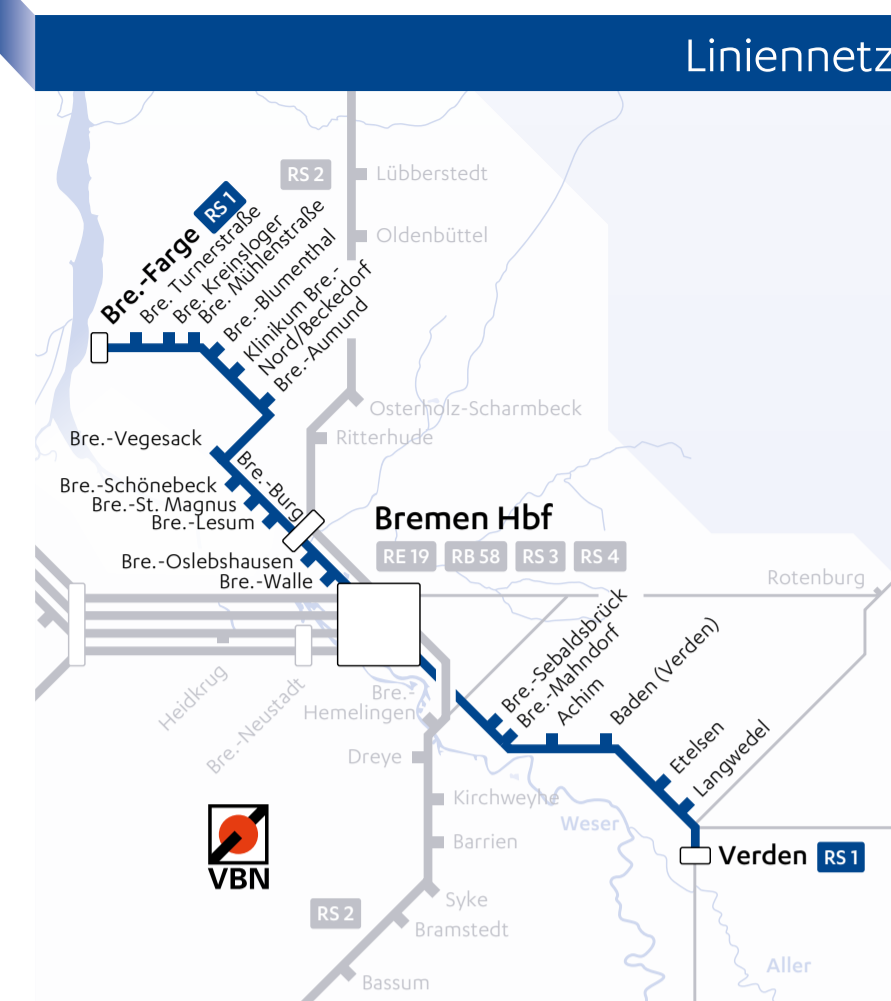 Liniennetz
RS 2
Lübberstedt
Oldenbüttel
RS 1
Bre.-Farge
Bre. Turnerstraße
Bre. Kreinsloger
Bre. Mühlenstraße
Bre.-Blumenthal
Klinikum Bre.-
Nord/Beckedorf
Bre.-Aumund
Osterholz-Scharmbeck
Ritterhude
Bre.-Vegesack
Bre.-Schönebeck
Bre.-St. Magnus
Bre.-Lesum
Bre.-Burg
Bremen Hbf
RE 19
RB 58
RS 3
RS 4
Bre.-Oslebshausen
Bre.-Walle
Rotenburg
Heidkrug
Bre.-Neustadt
Bre.-
Hemelingen
Bre.-Sebaldsbrück
Bre.-Mahndorf
Achim
Baden (Verden)
Etelsen
Langwedel
Dreye
Kirchweyhe
Weser
Barrien
Verden
RS 1
VBN
RS 2
Syke
Bramstedt
Bassum
Aller